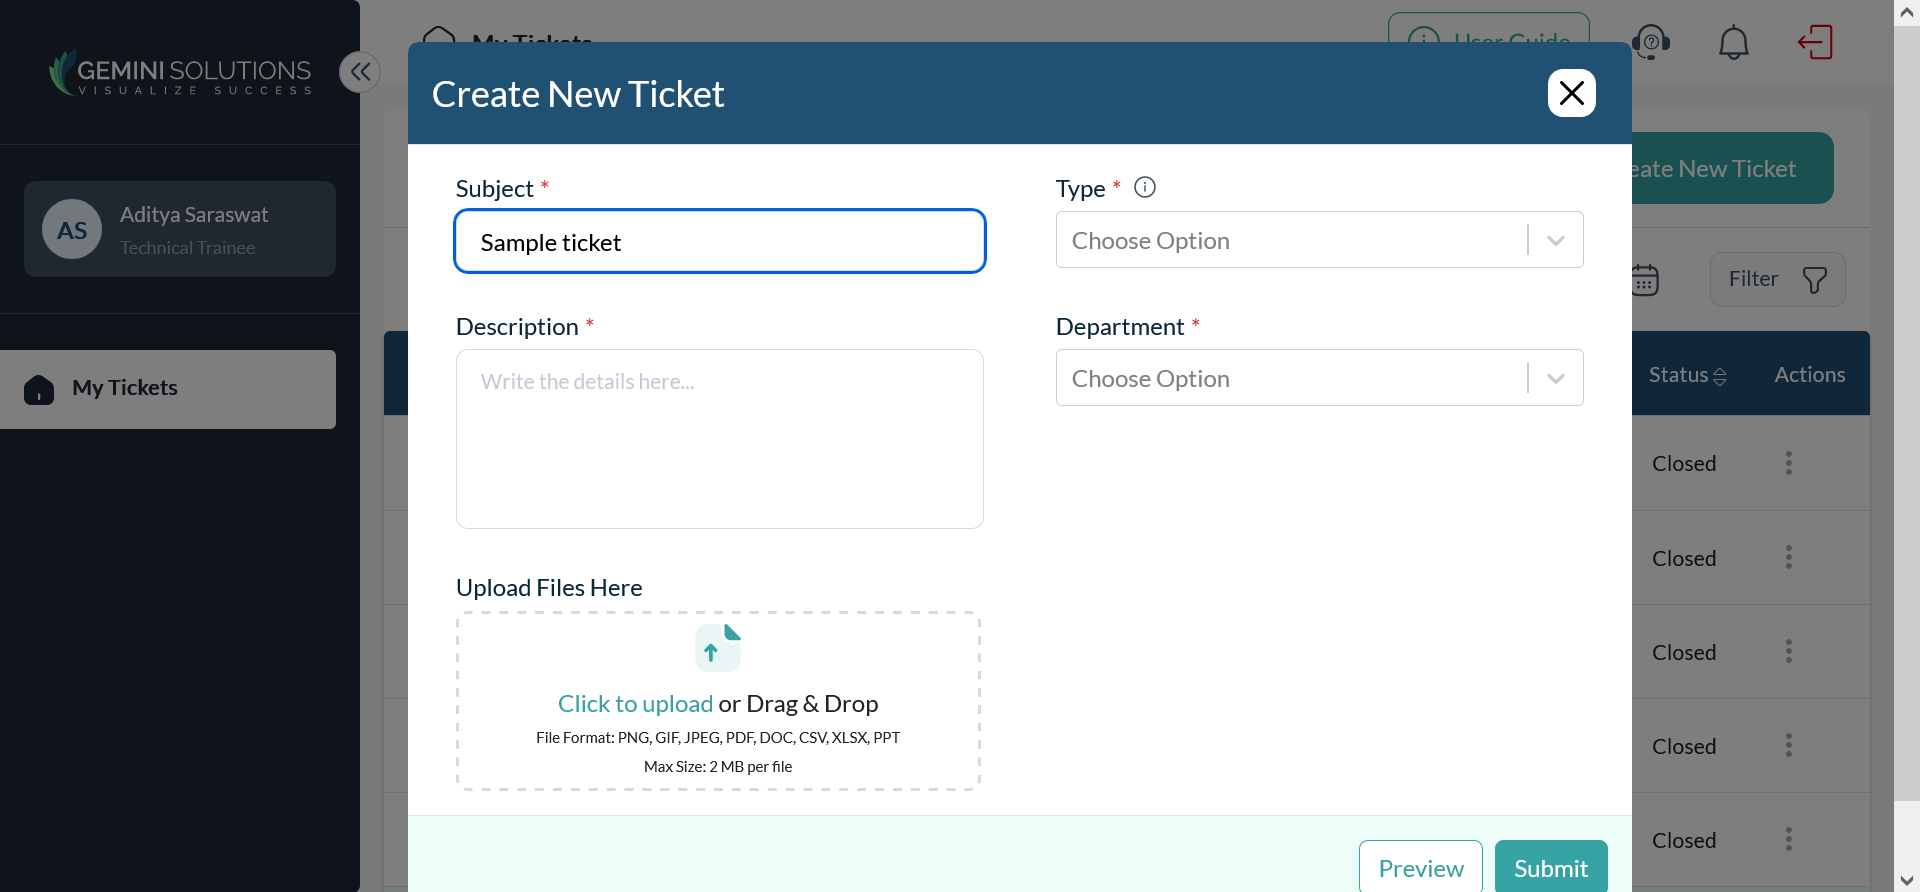 GEMINI SOLUTIONS
VISUALIZE SUCCESS
AS
Aditya Saraswat
Technical Trainee
My Tickets
My Tickets
User Guide
Create New Ticket
Subject *
Sample ticket
Type *
Choose Option
Description *
Write the details here...
Department *
Choose Option
Upload Files Here
Click to upload or Drag & Drop
File Format: PNG, GIF, JPEG, PDF, DOC, CSV, XLSX, PPT
Max Size: 2 MB per file
Preview
Submit
eate New Ticket
Filter
Status
Actions
Closed
Closed
Closed
Closed
Closed